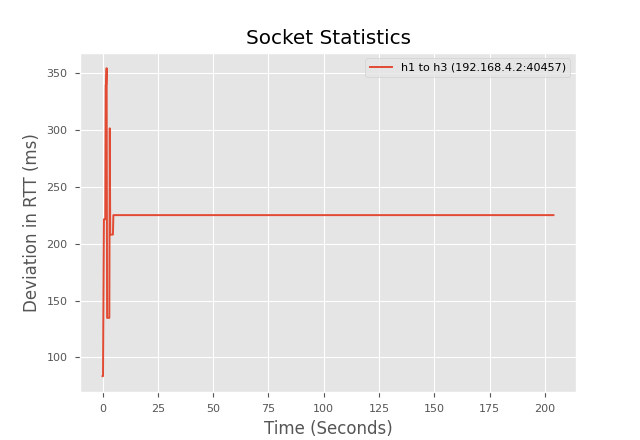 Socket Statistics
h1 to h3 (192.168.4.2:40457)
Deviation in RTT (ms)
350
300
250
200
150
100
0 25 50 75 100 125 150 175 200
Time (Seconds)